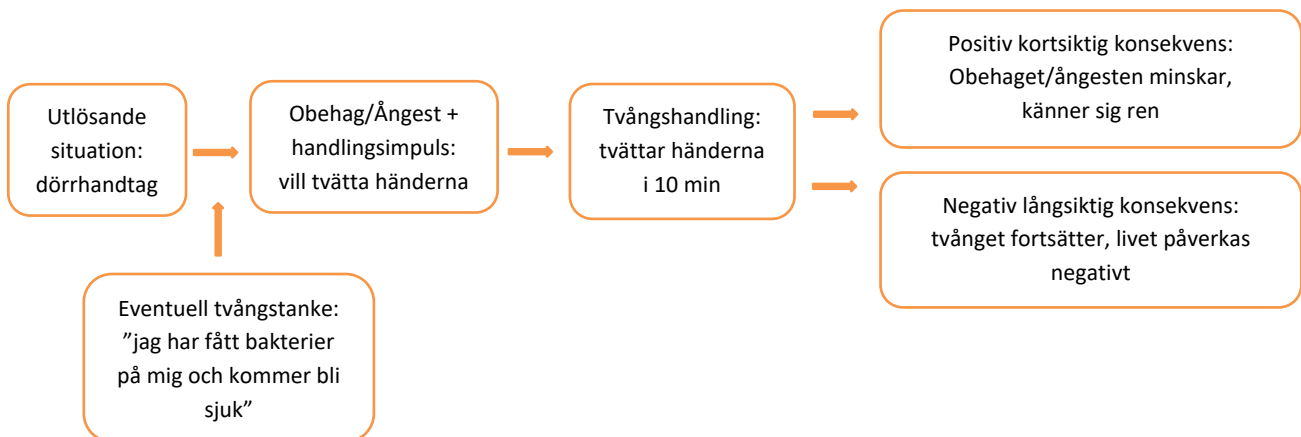 Utlösande
situation:
dörrhandtag
Eventuell tvångstanke:
”jag har fått bakterier
på mig och kommer bli
sjuk”
Obehag/Ångest +
handlingsimpuls:
vill tvätta händerna
Tvångshandling:
tvättar händerna
i 10 min
Positiv kortsiktig konsekvens:
Obehaget/ångesten minskar,
känner sig ren
Negativ långsiktig konsekvens:
tvånget fortsätter, livet påverkas
negativt